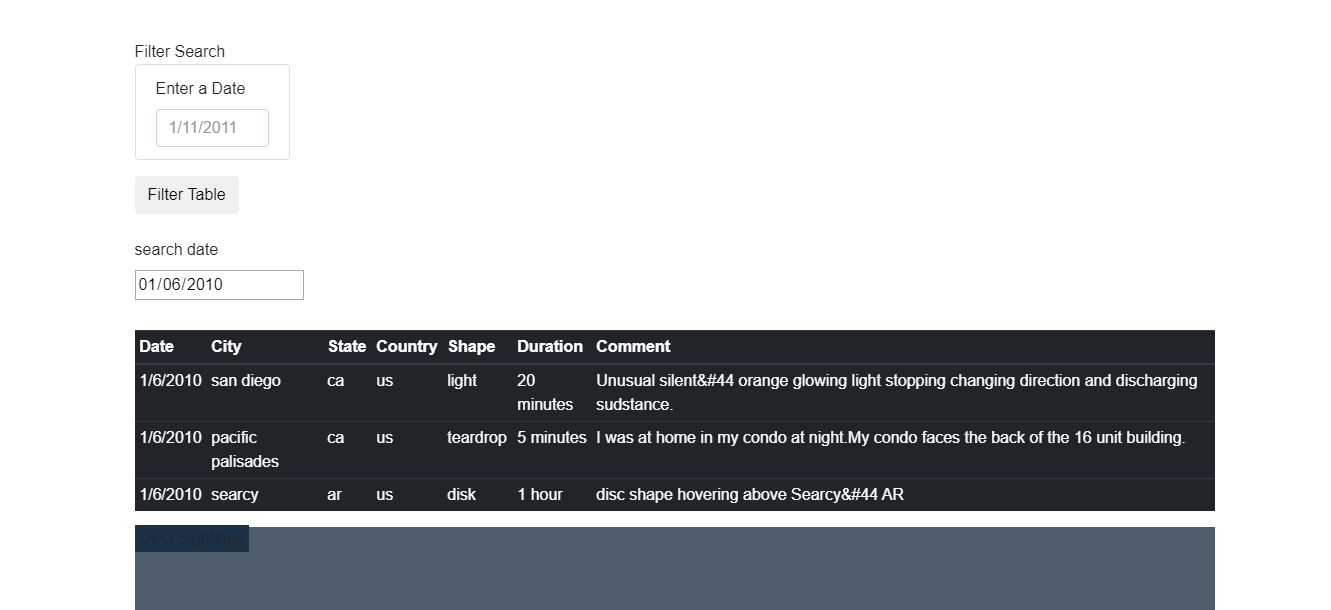 Filter Search
Enter a Date
1/11/2011
Filter Table
search date
01/06/2010
Date City State Country Shape Duration Comment
1/6/2010 san diego ca us light 20 minutes Unusual silent&#44 orange glowing light stopping changing direction and discharging sudstance.
1/6/2010 pacific palisades ca us teardrop 5 minutes I was at home in my condo at night.My condo faces the back of the 16 unit building.
1/6/2010 searcy ar us disk 1 hour disc shape hovering above Searcy&#44 AR
UFO Sightings